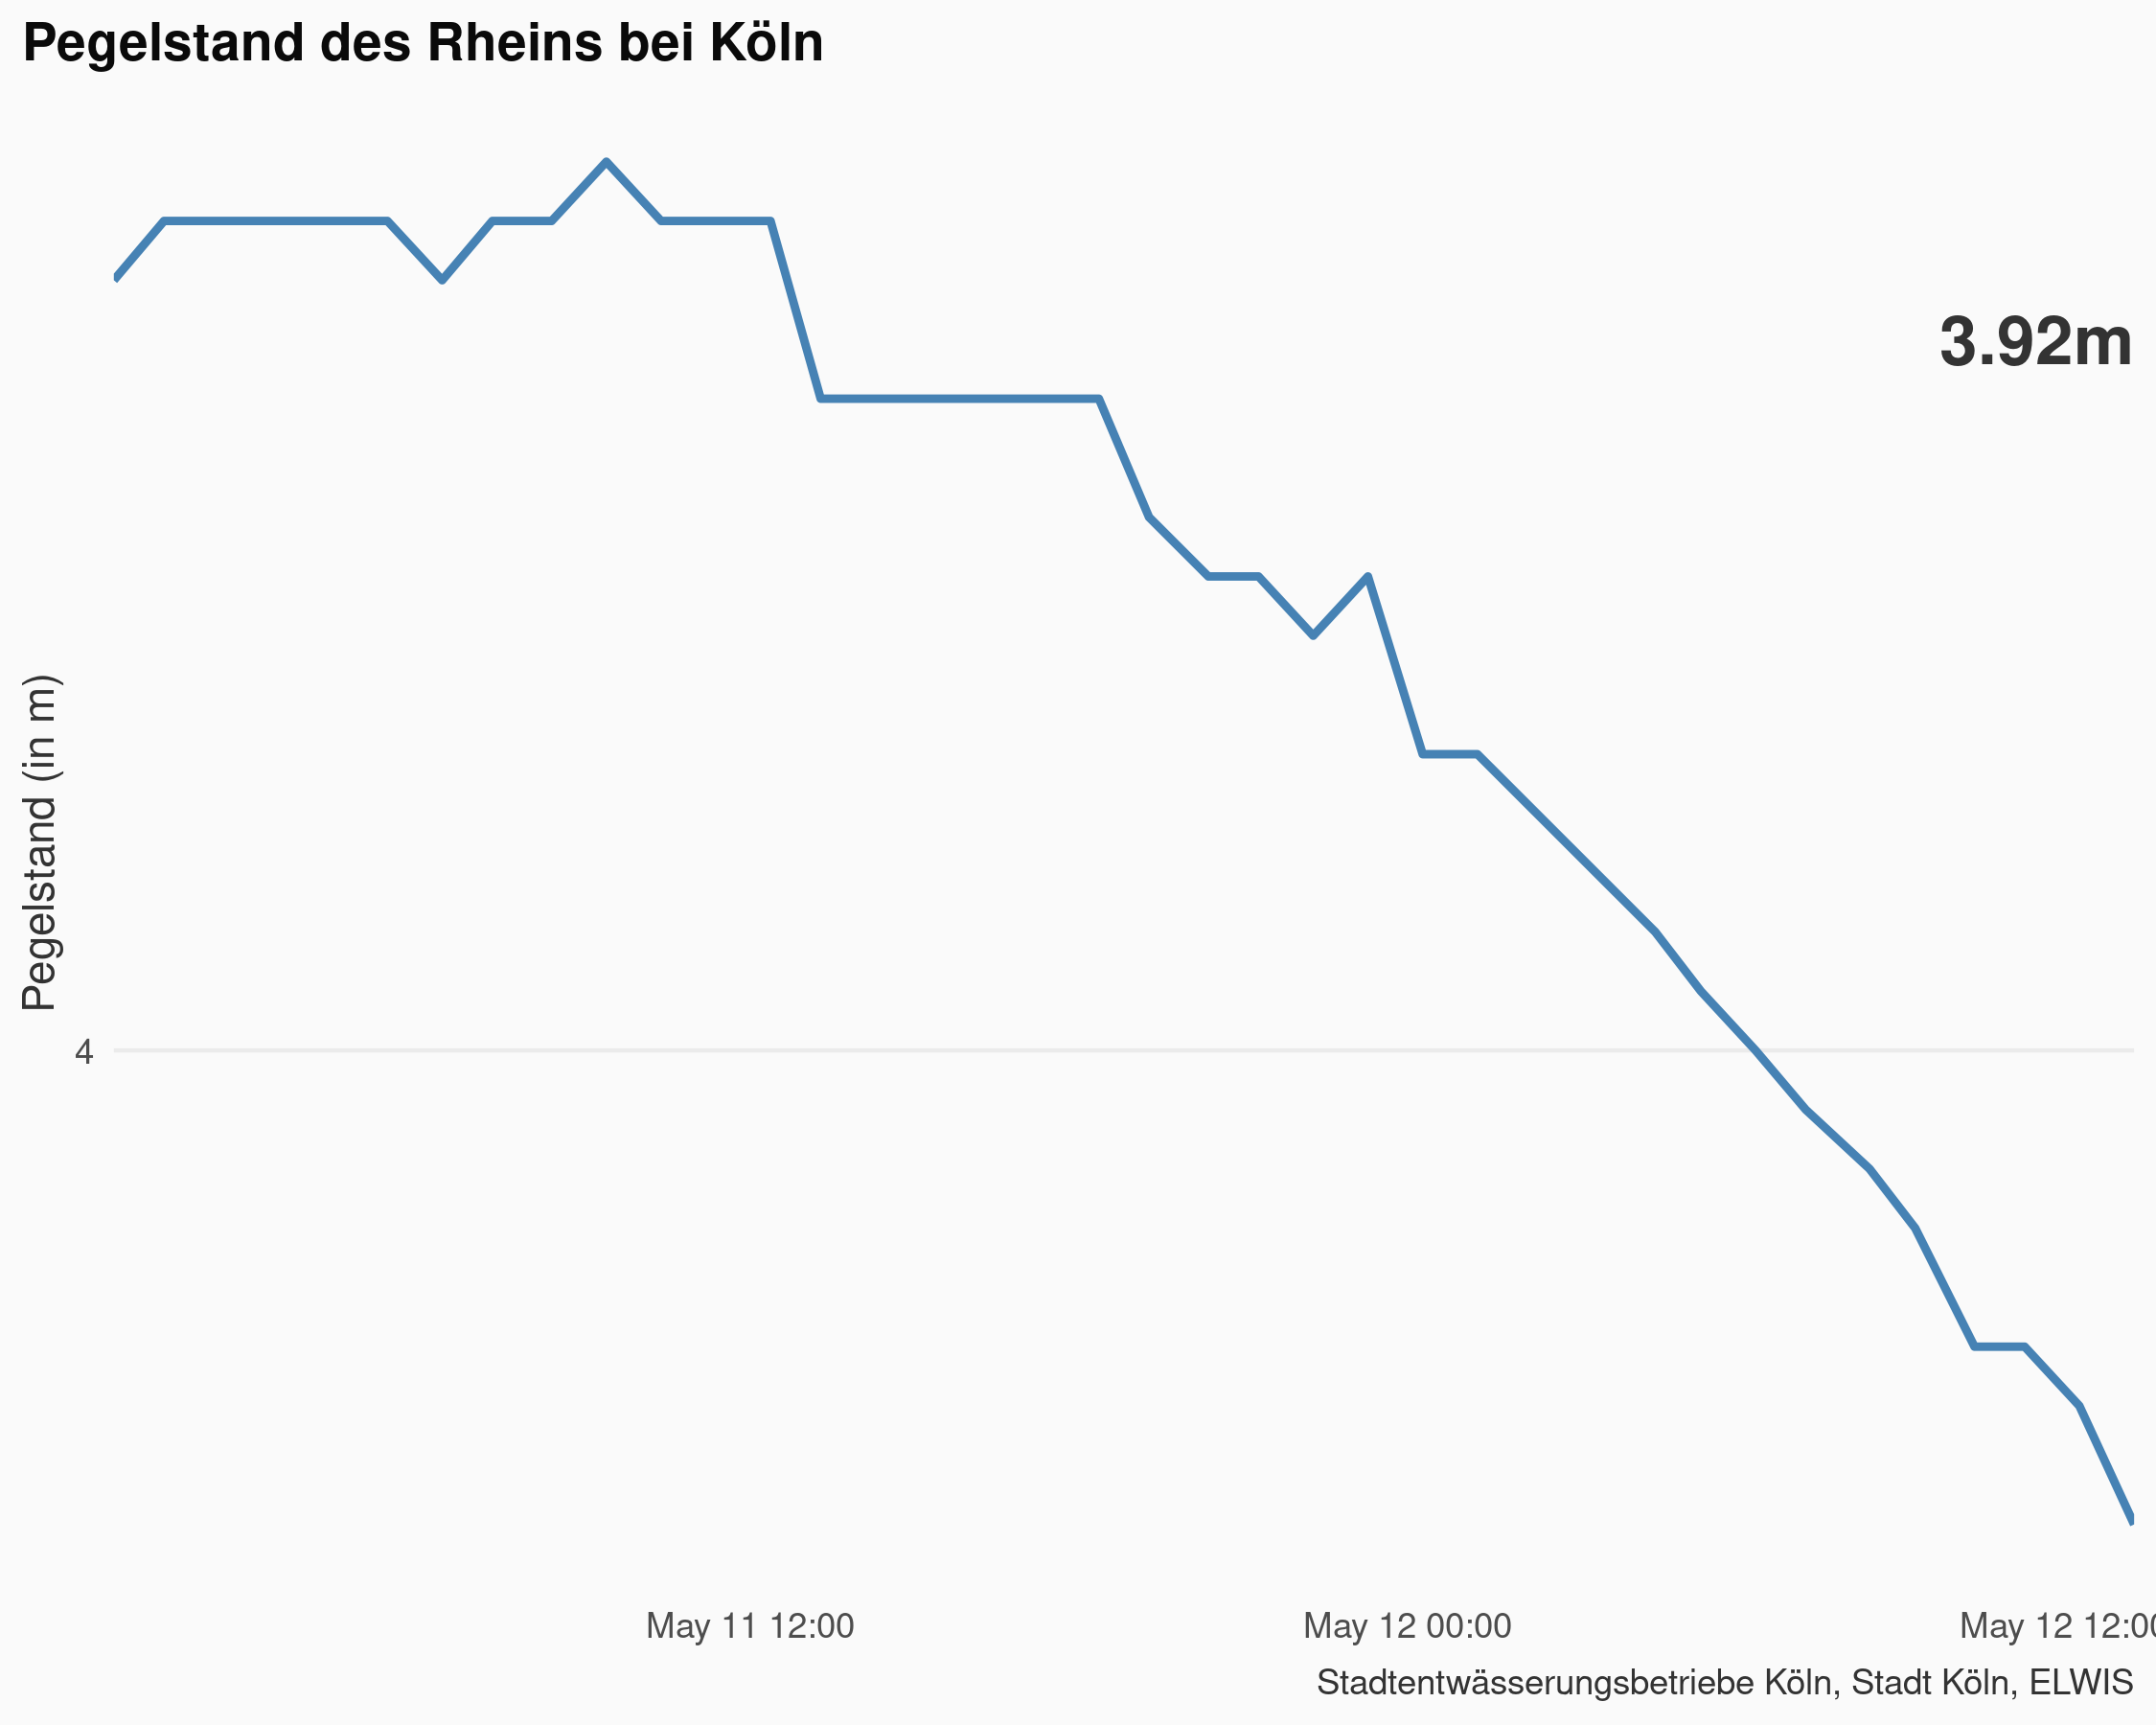 Pegelstand des Rheins bei Köln
3.92m
Pegelstand (in m)
4
May 11 12:00
May 12 00:00
May 12 12:00
Stadtentwässerungsbetriebe Köln, Stadt Köln, ELWIS